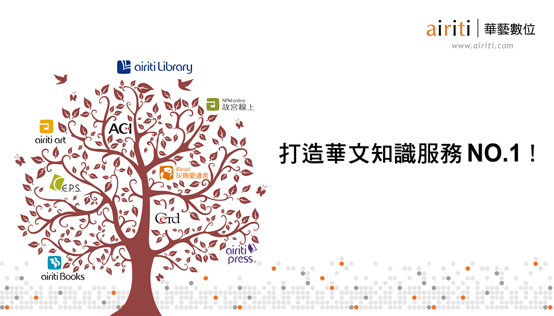 airiti 華藝數位
www.airiti.com
airiti Library
NPM online
故宮線上
airiti art
ACI
iRead
灰熊愛讀書
E.P.S.
CETD
airiti press
airiti Books
打造華文知識服務 NO.1！